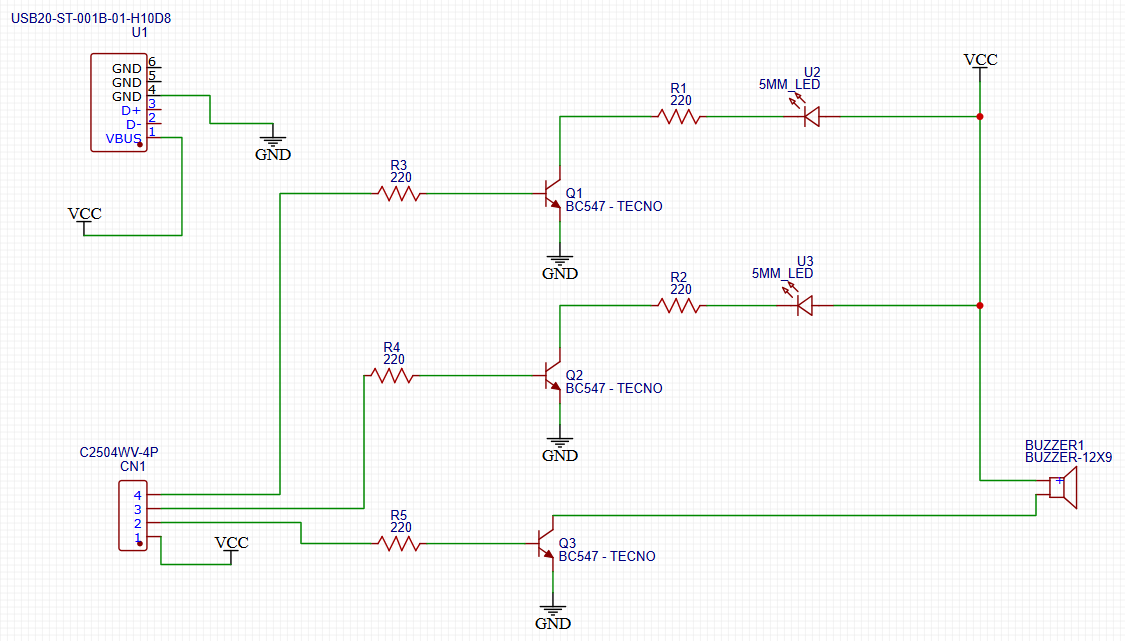 USB20-ST-001B-01-H10D8
U1
GND 6
GND 5
GND 4
D+ 3
D- 2
VBUS 1
GND
VCC
R1
220
U2
5MM_LED
VCC
R3
220
Q1
BC547 - TECNO
GND
R2
220
U3
5MM_LED
R4
220
Q2
BC547 - TECNO
GND
BUZZER1
BUZZER-12X9
+
C2504WV-4P
CN1
4
3
2
1
VCC
R5
220
Q3
BC547 - TECNO
GND